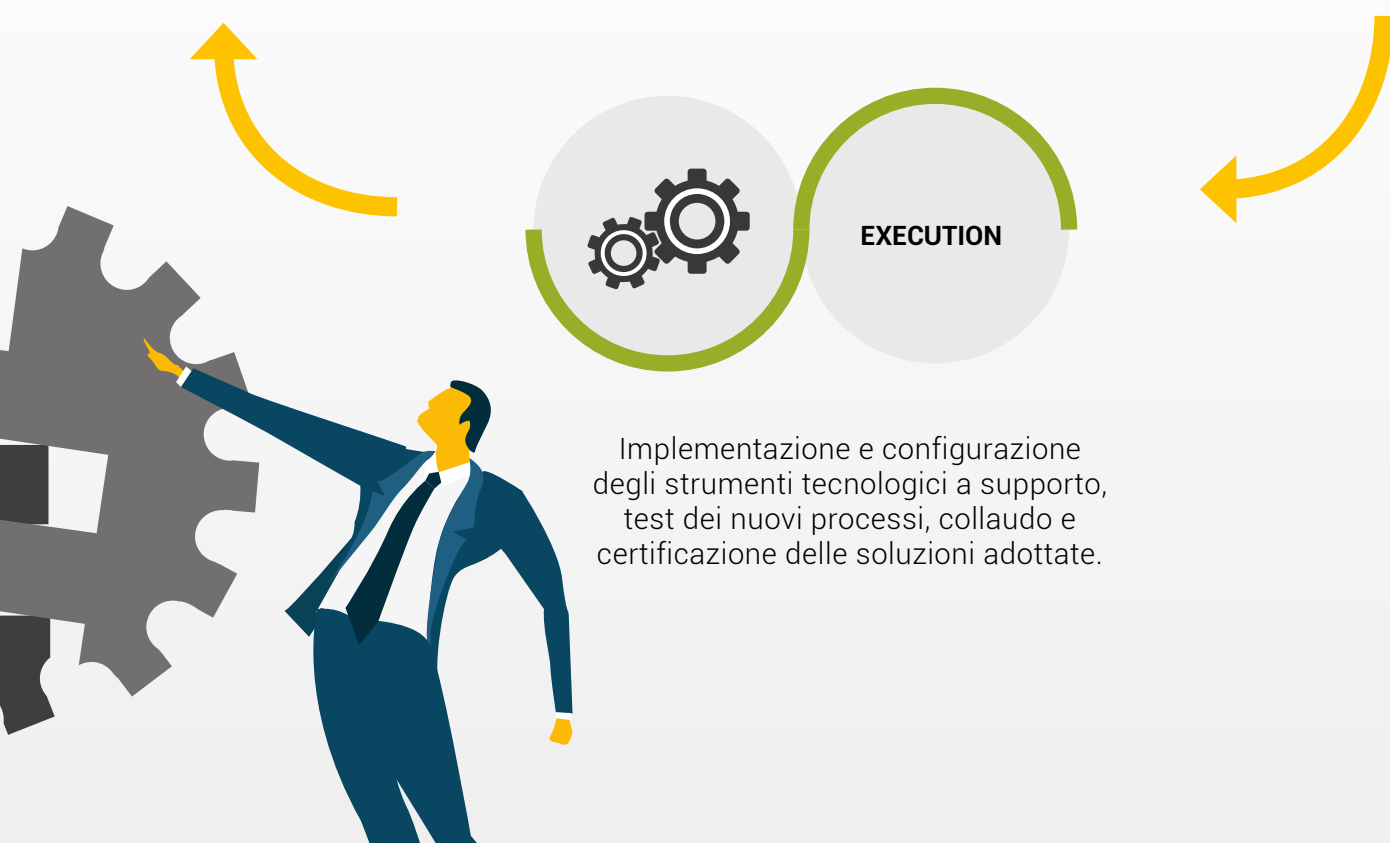 EXECUTION
Implementazione e configurazione
degli strumenti tecnologici a supporto,
test dei nuovi processi, collaudo e
certificazione delle soluzioni adottate.